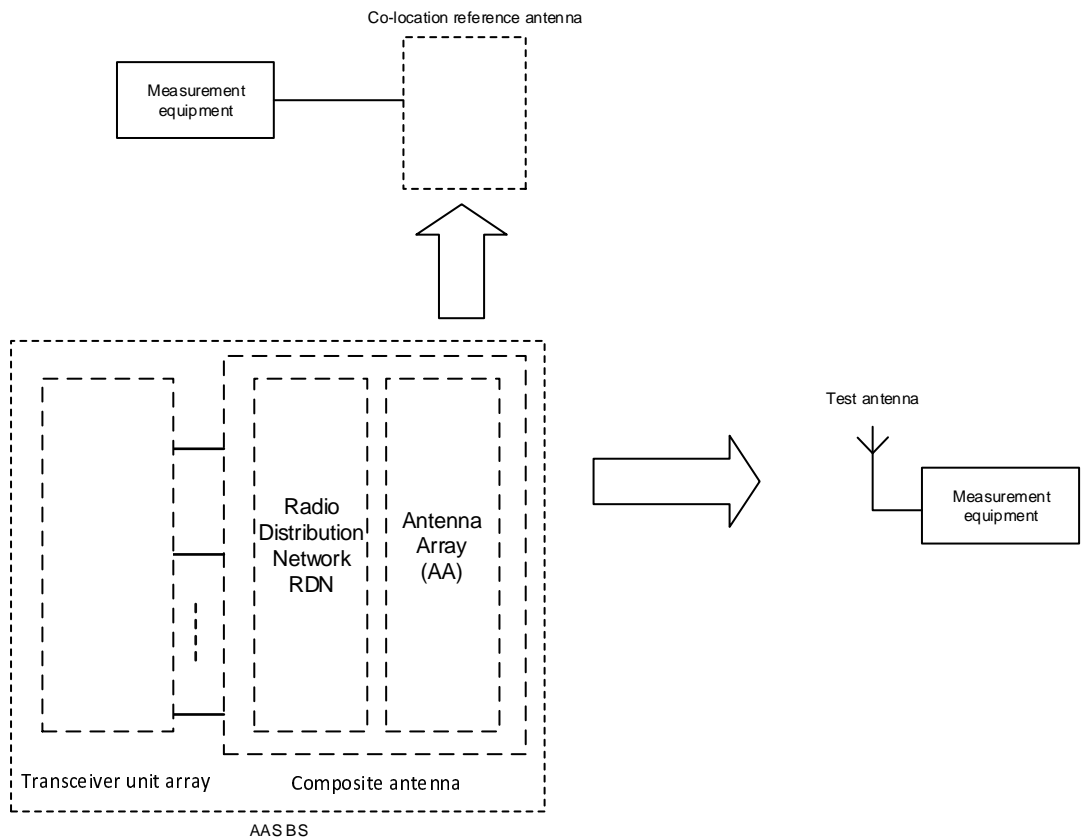 Co-location reference antenna
Measurement
equipment
Test antenna
Measurement
equipment
Radio
Distribution
Network
RDN
Antenna
Array
(AA)
Transceiver unit array
Composite antenna
AAS BS